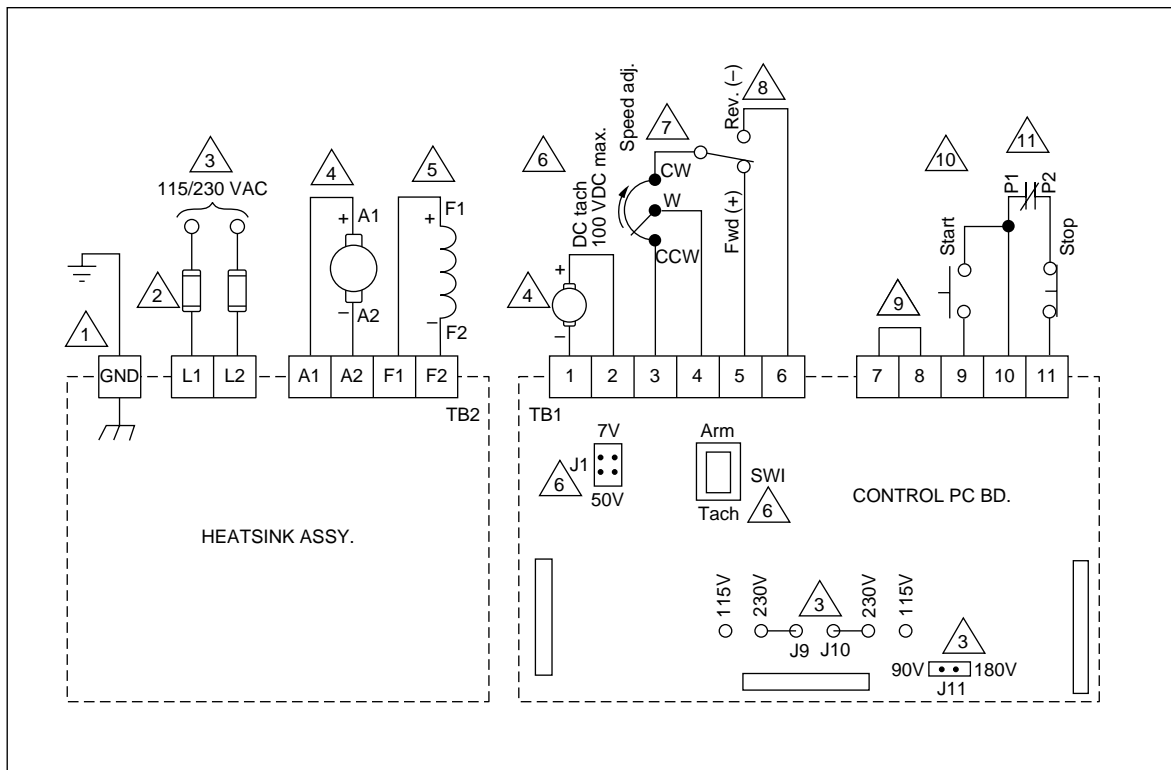 1
GND
2
3
115/230 VAC
L1
L2
4
+
A1
–
A2
5
F1
+
–
F2
A1
A2
F1
F2
TB2
HEATSINK ASSY.
6
DC tach
100 VDC max.
4
+
–
Speed adj.
7
CW
W
CCW
Fwd (+)
Rev. (–)
8
1
2
3
4
5
6
TB1
9
10
Start
11
P1
P2
Stop
7
8
9
10
11
7V
J1
50V
6
Arm
SWI
Tach
6
CONTROL PC BD.
115V
230V
J9
3
J10
230V
115V
3
90V
180V
J11